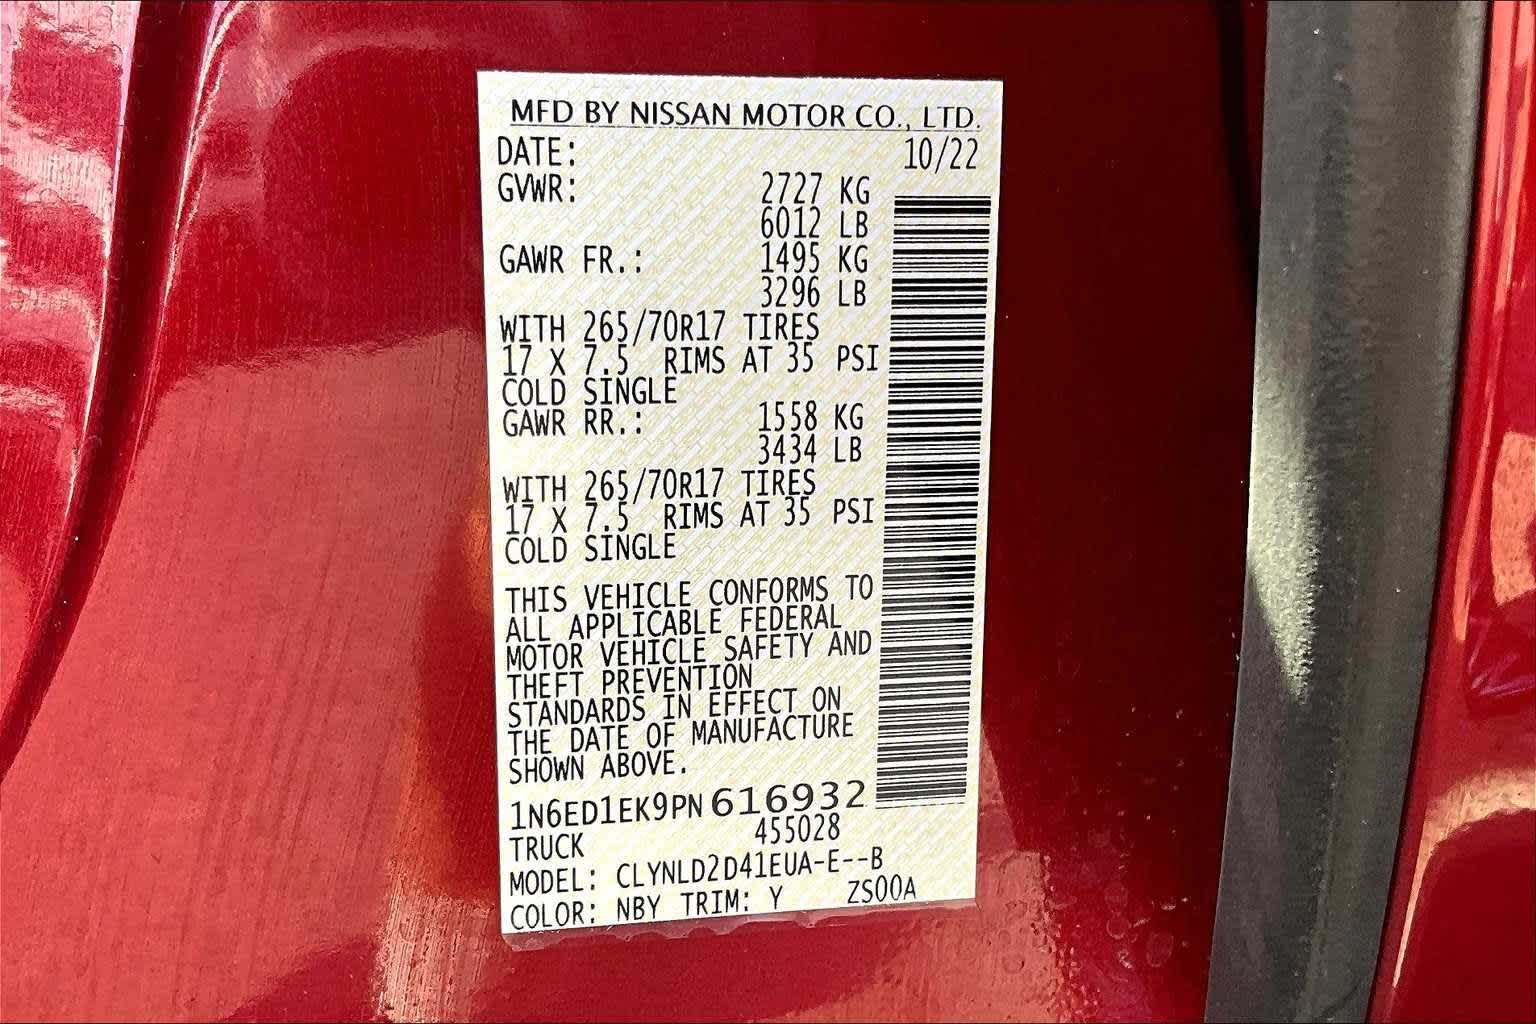 MFD BY NISSAN MOTOR CO., LTD.
DATE: 10/22
GVWR: 2727 KG
6012 LB
GAWR FR.: 1495 KG
3296 LB
WITH 265/70R17 TIRES
17 X 7.5 RIMS AT 35 PSI
COLD SINGLE
GAWR RR.: 1558 KG
3434 LB
WITH 265/70R17 TIRES
17 X 7.5 RIMS AT 35 PSI
COLD SINGLE
THIS VEHICLE CONFORMS TO
ALL APPLICABLE FEDERAL
MOTOR VEHICLE SAFETY AND
THEFT PREVENTION
STANDARDS IN EFFECT ON
THE DATE OF MANUFACTURE
SHOWN ABOVE.
1N6ED1EK9PN 616932
TRUCK 455028
MODEL: CLYNLD2D41EUA-E--B
COLOR: NBY TRIM: Y ZS00A